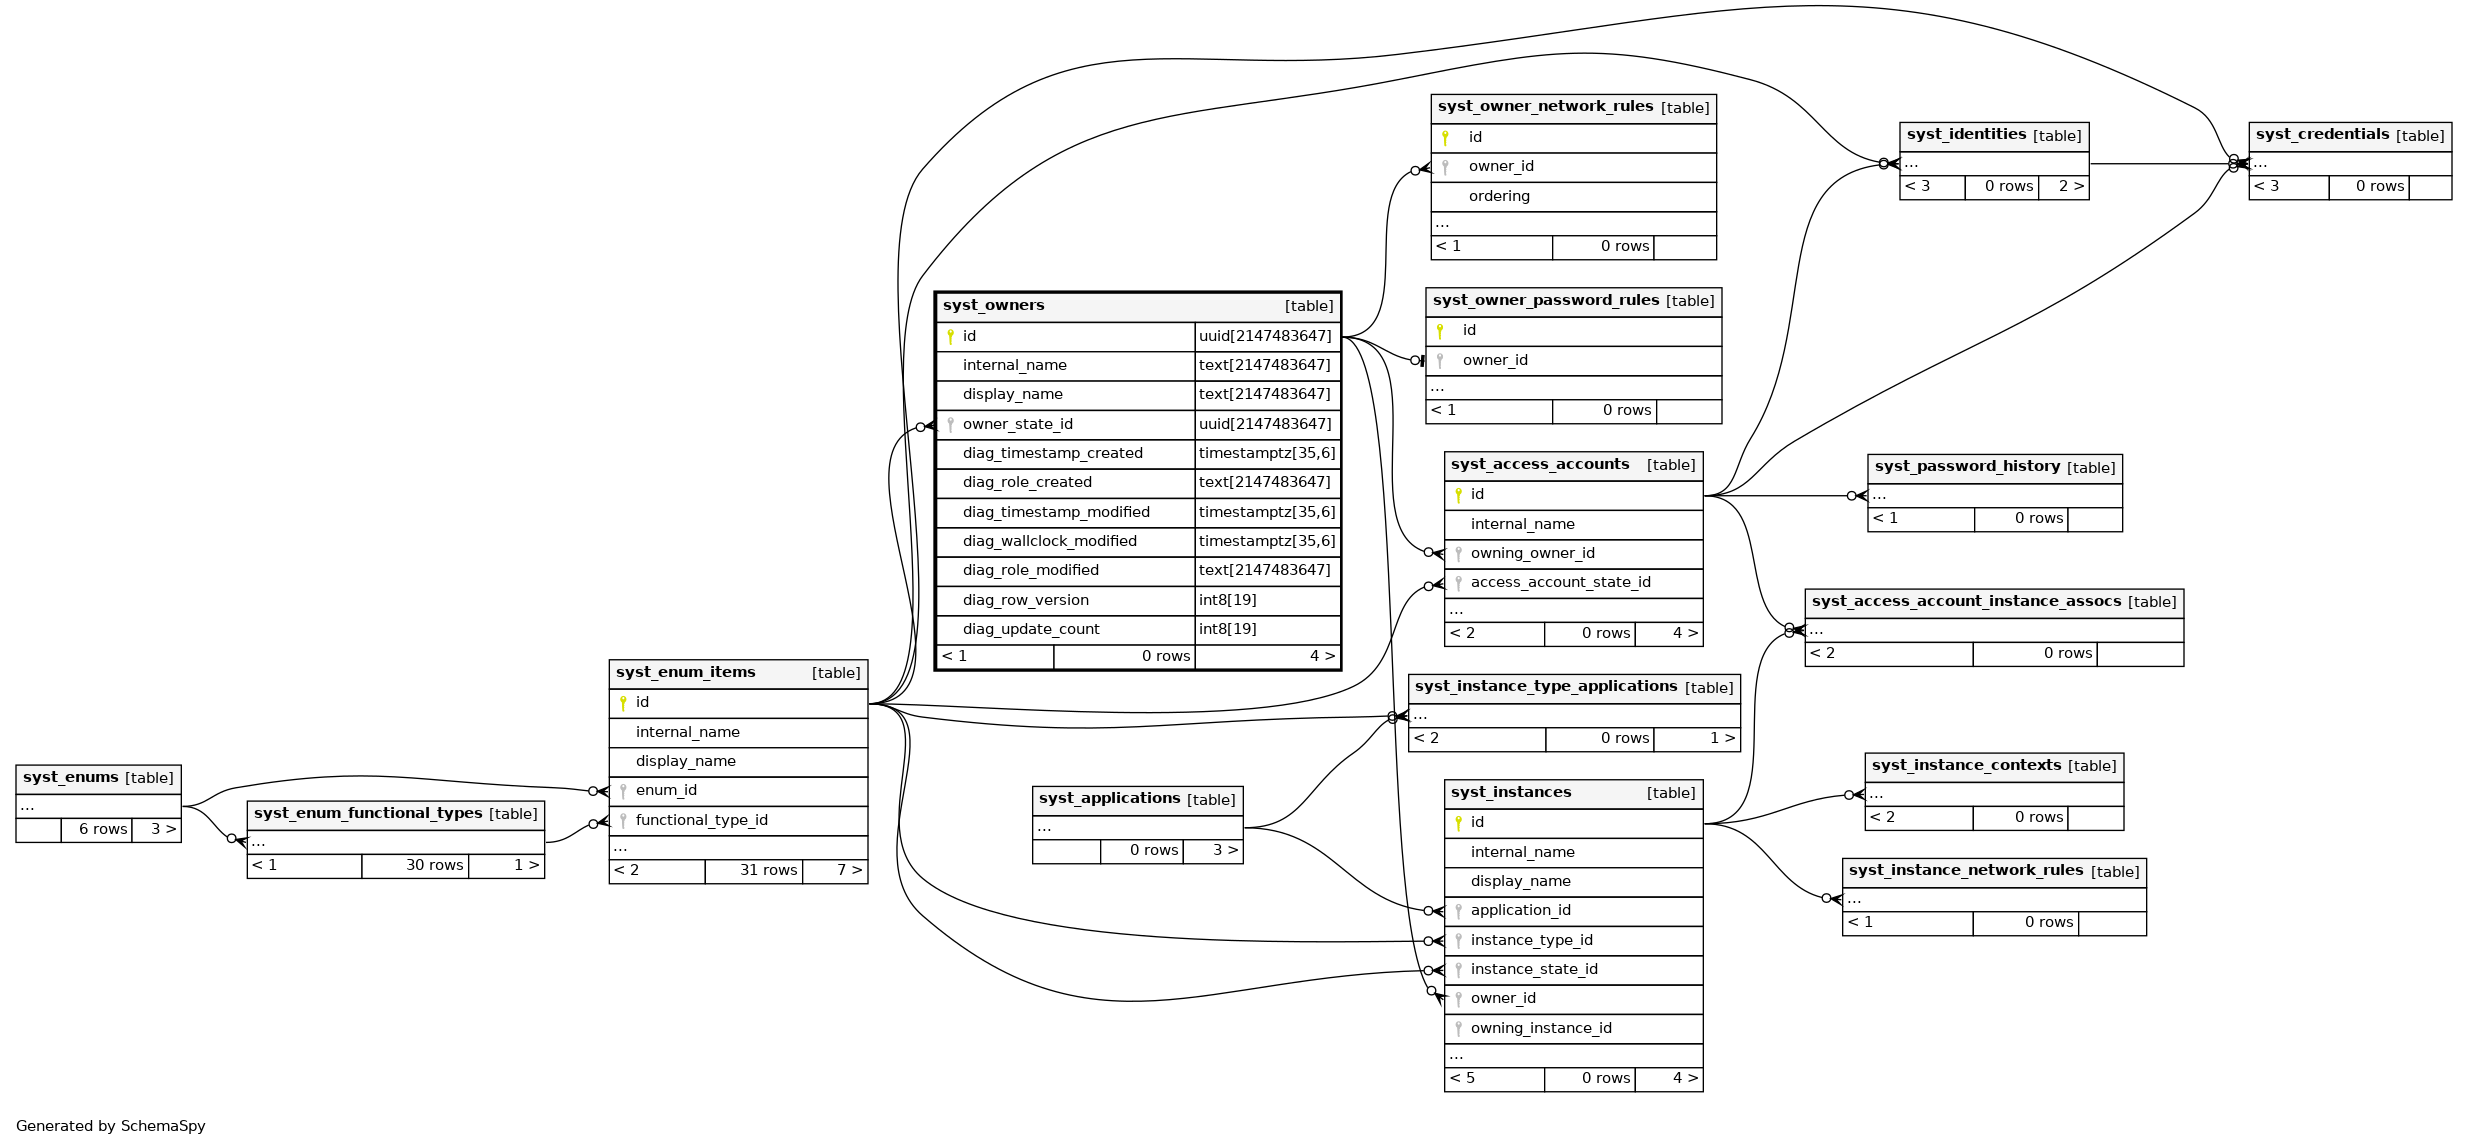 syst_owner_network_rules [table]
id
owner_id
ordering
...
< 1 0 rows
syst_identities [table]
...
< 3 0 rows 2 >
syst_credentials [table]
...
< 3 0 rows
syst_owners [table]
id uuid[2147483647]
internal_name text[2147483647]
display_name text[2147483647]
owner_state_id uuid[2147483647]
diag_timestamp_created timestamptz[35,6]
diag_role_created text[2147483647]
diag_timestamp_modified timestamptz[35,6]
diag_wallclock_modified timestamptz[35,6]
diag_role_modified text[2147483647]
diag_row_version int8[19]
diag_update_count int8[19]
< 1 0 rows 4 >
syst_owner_password_rules [table]
id
owner_id
...
< 1 0 rows
syst_access_accounts [table]
id
internal_name
owning_owner_id
access_account_state_id
...
< 2 0 rows 4 >
syst_password_history [table]
...
< 1 0 rows
syst_access_account_instance_assocs [table]
...
< 2 0 rows
syst_enum_items [table]
id
internal_name
display_name
enum_id
functional_type_id
...
< 2 31 rows 7 >
syst_instance_type_applications [table]
...
< 2 0 rows 1 >
syst_enums [table]
...
6 rows 3 >
syst_enum_functional_types [table]
...
< 1 30 rows 1 >
syst_applications [table]
...
0 rows 3 >
syst_instances [table]
id
internal_name
display_name
application_id
instance_type_id
instance_state_id
owner_id
owning_instance_id
...
< 5 0 rows 4 >
syst_instance_contexts [table]
...
< 2 0 rows
syst_instance_network_rules [table]
...
< 1 0 rows
Generated by SchemaSpy